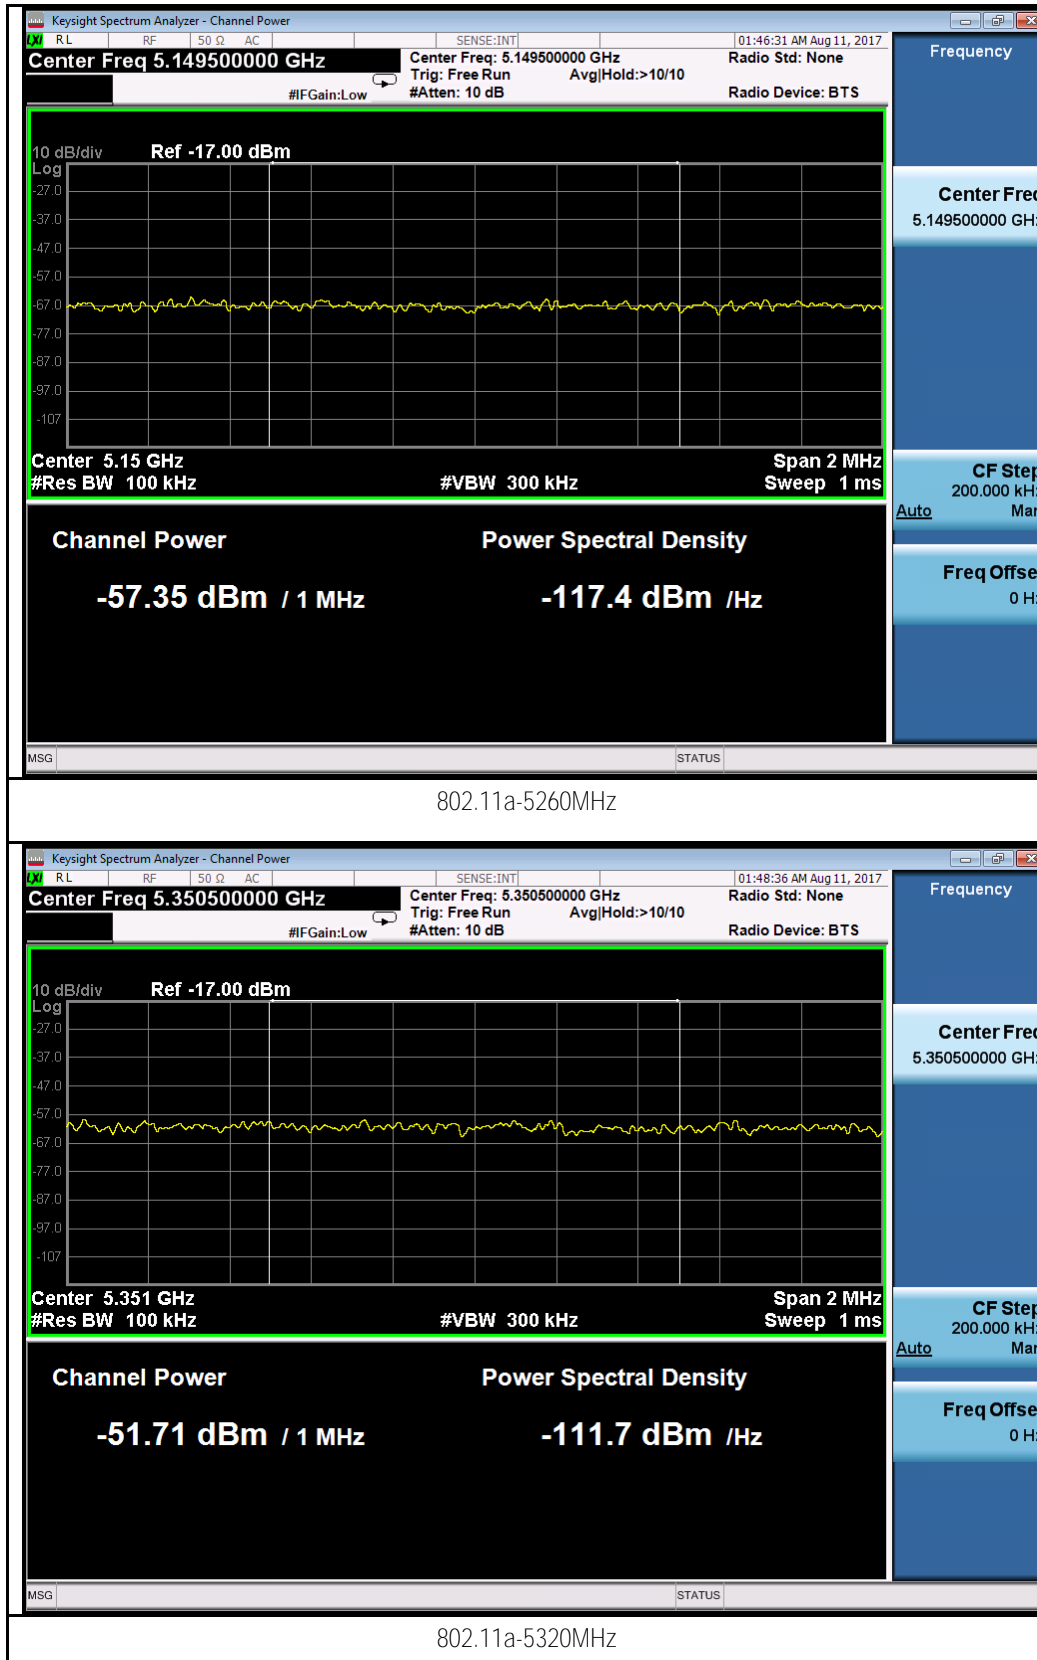 Keysight Spectrum Analyzer - Channel Power
LXI RL RF 50 Ω AC SENSE:INT 01:46:31 AM Aug 11, 2017
Center Freq 5.149500000 GHz
Center Freq: 5.149500000 GHz Radio Std: None
Trig: Free Run Avg|Hold:>10/10
#IFGain:Low #Atten: 10 dB Radio Device: BTS
10 dB/div Ref -17.00 dBm
Log
-27.0
-37.0
-47.0
-57.0
-67.0
-77.0
-87.0
-97.0
-107
Center 5.15 GHz Span 2 MHz
#Res BW 100 kHz #VBW 300 kHz Sweep 1 ms
Channel Power Power Spectral Density
-57.35 dBm / 1 MHz -117.4 dBm /Hz
MSG STATUS
Frequency
Center Freq
5.149500000 GHz
CF Step
200.000 kHz
Auto Man
Freq Offse
0 Hz
802.11a-5260MHz
Keysight Spectrum Analyzer - Channel Power
LXI RL RF 50 Ω AC SENSE:INT 01:48:36 AM Aug 11, 2017
Center Freq 5.350500000 GHz
Center Freq: 5.350500000 GHz Radio Std: None
Trig: Free Run Avg|Hold:>10/10
#IFGain:Low #Atten: 10 dB Radio Device: BTS
10 dB/div Ref -17.00 dBm
Log
-27.0
-37.0
-47.0
-57.0
-67.0
-77.0
-87.0
-97.0
-107
Center 5.351 GHz Span 2 MHz
#Res BW 100 kHz #VBW 300 kHz Sweep 1 ms
Channel Power Power Spectral Density
-51.71 dBm / 1 MHz -111.7 dBm /Hz
MSG STATUS
Frequency
Center Freq
5.350500000 GHz
CF Step
200.000 kHz
Auto Man
Freq Offse
0 Hz
802.11a-5320MHz